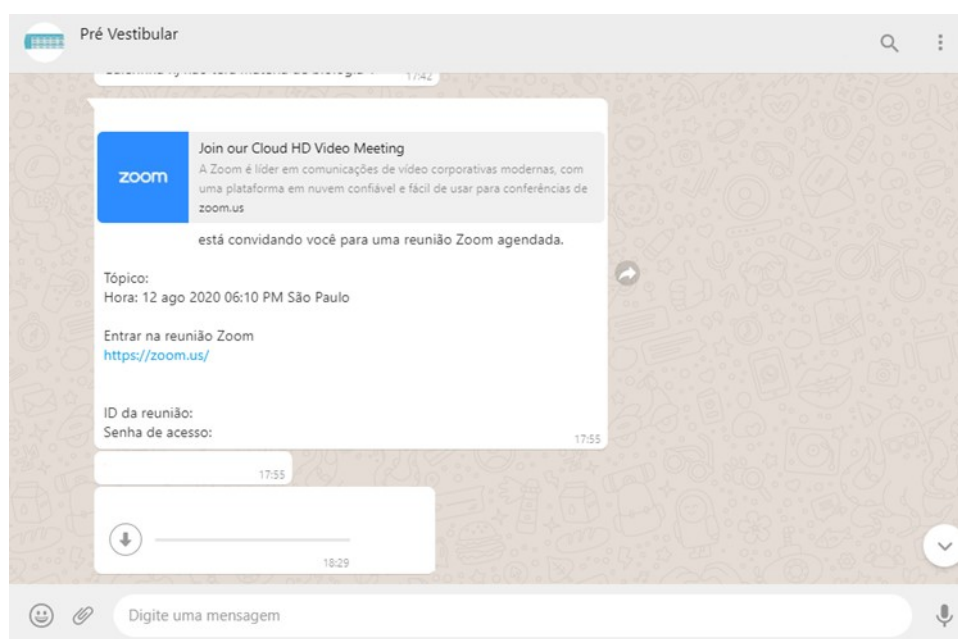 Pré Vestibular
17:42
zoom
Join our Cloud HD Video Meeting
A Zoom é líder em comunicações de vídeo corporativas modernas, com
uma plataforma em nuvem confiável e fácil de usar para conferências de
zoom.us
está convidando você para uma reunião Zoom agendada.
Tópico:
Hora: 12 ago 2020 06:10 PM São Paulo
Entrar na reunião Zoom
https://zoom.us/
ID da reunião:
Senha de acesso:
17:55
17:55
18:29
Digite uma mensagem